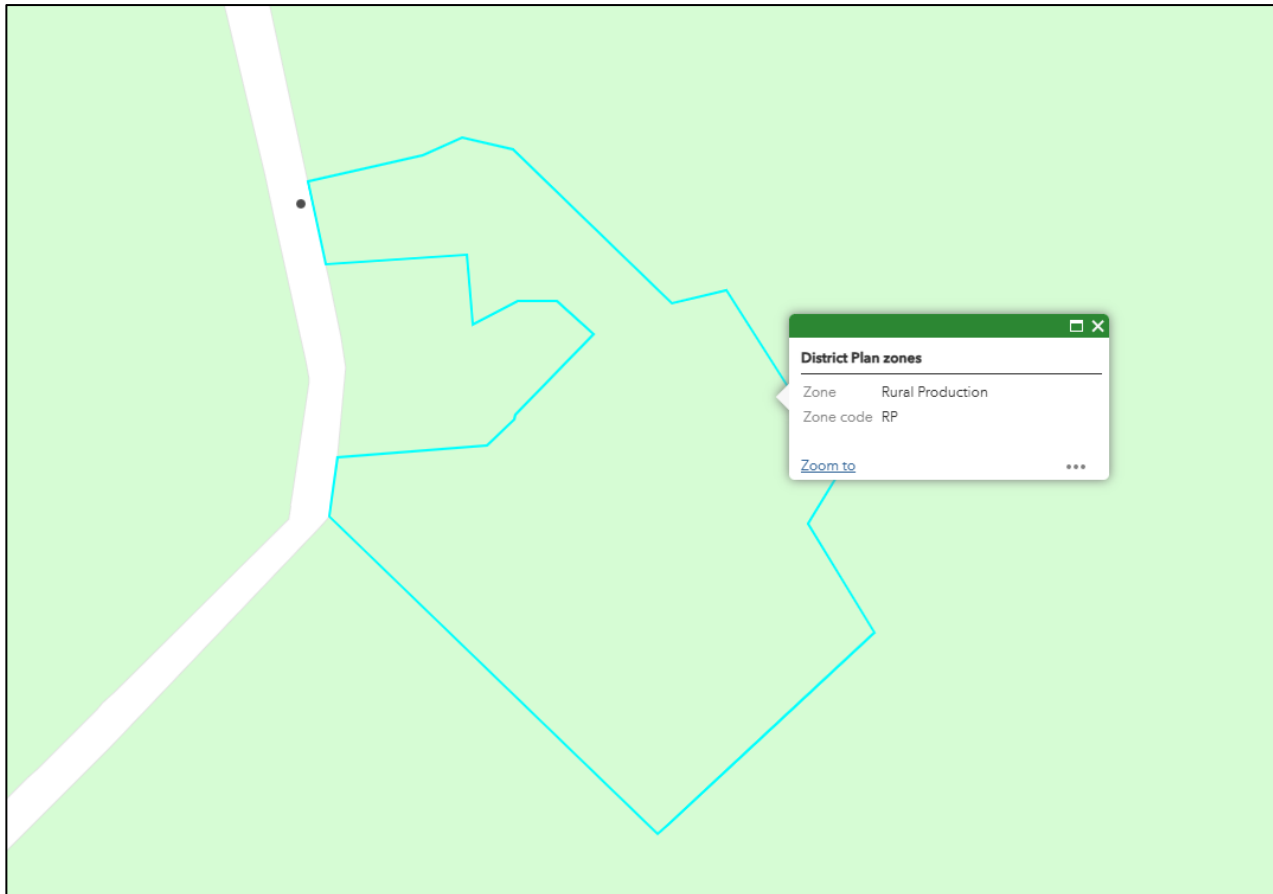 District Plan zones
Zone Rural Production
Zone code RP
Zoom to